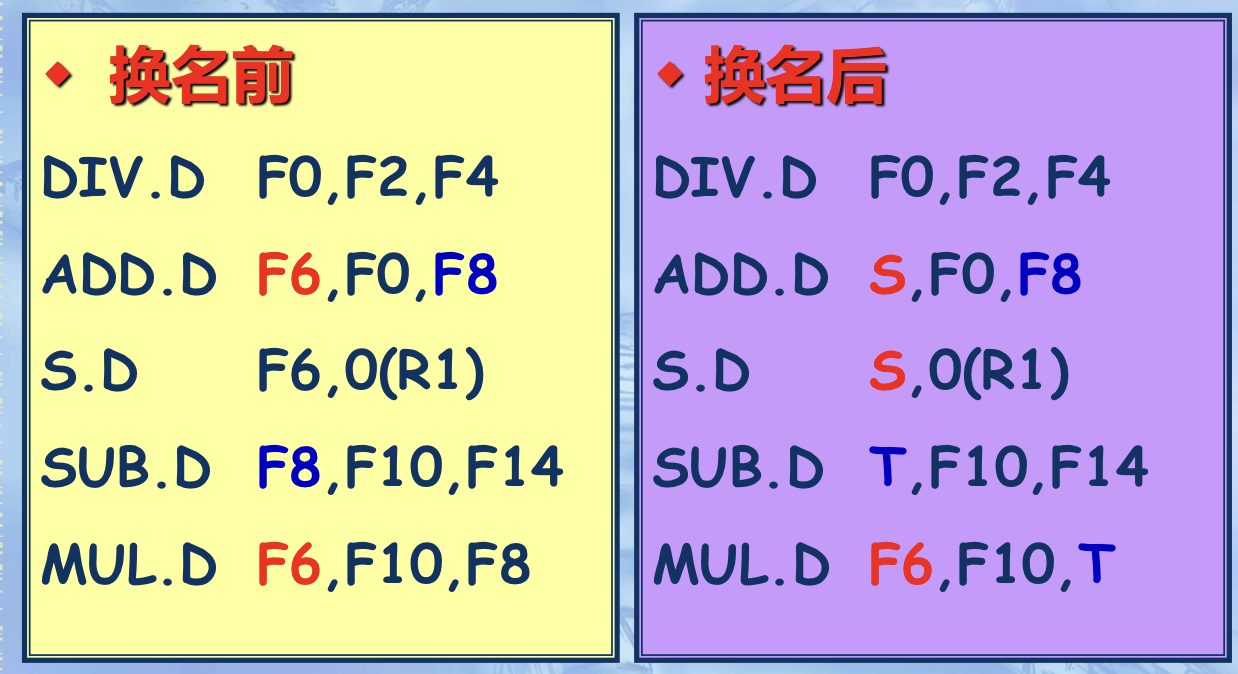 换名前
DIV.D F0,F2,F4
ADD.D F6,F0,F8
S.D F6,0(R1)
SUB.D F8,F10,F14
MUL.D F6,F10,F8
换名后
DIV.D F0,F2,F4
ADD.D S,F0,F8
S.D S,0(R1)
SUB.D T,F10,F14
MUL.D F6,F10,T